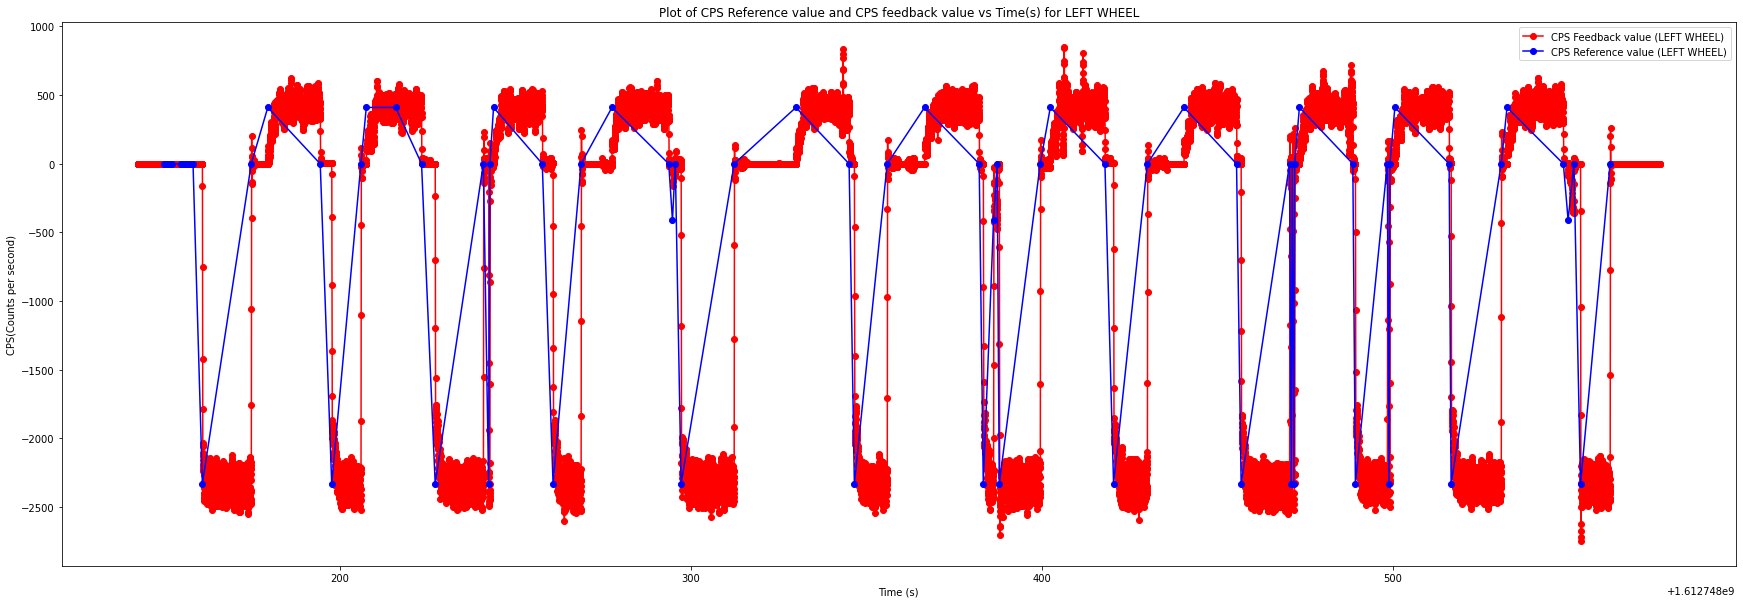 Plot of CPS Reference value and CPS feedback value vs Time(s) for LEFT WHEEL
CPS Feedback value (LEFT WHEEL)
CPS Reference value (LEFT WHEEL)
CPS(Counts per second)
1000
500
0
−500
−1000
−1500
−2000
−2500
200
300
400
500
Time (s)
+1.612748e9